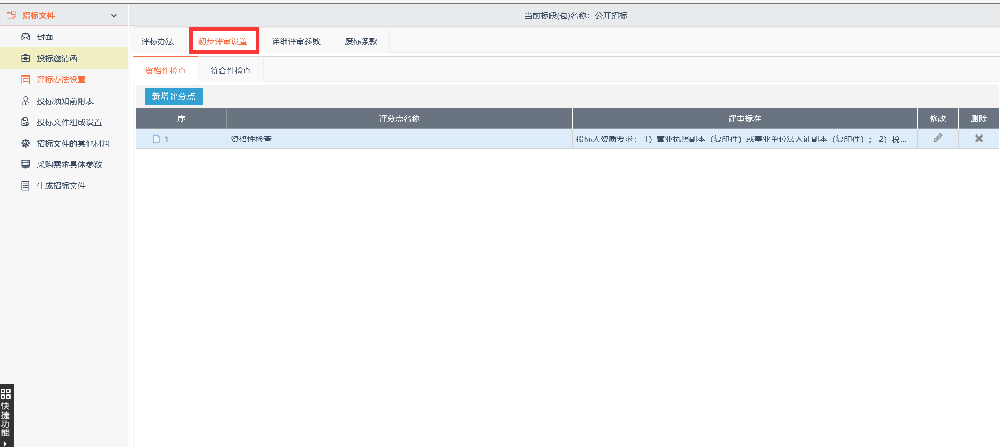 招标文件
当前标段(包)名称：公开招标
封面
投标邀请函
评标办法设置
投标须知前附表
投标文件组成设置
招标文件的其他材料
采购需求具体参数
生成招标文件
评标办法 初步评审设置 详细评审参数 废标条款
资格性检查 符合性检查
新增评分点
序 评分点名称 评审标准 修改 删除
1 资格性检查 投标人资质要求： 1）营业执照副本（复印件）或事业单位法人证副本（复印件）； 2）税...
快捷功能